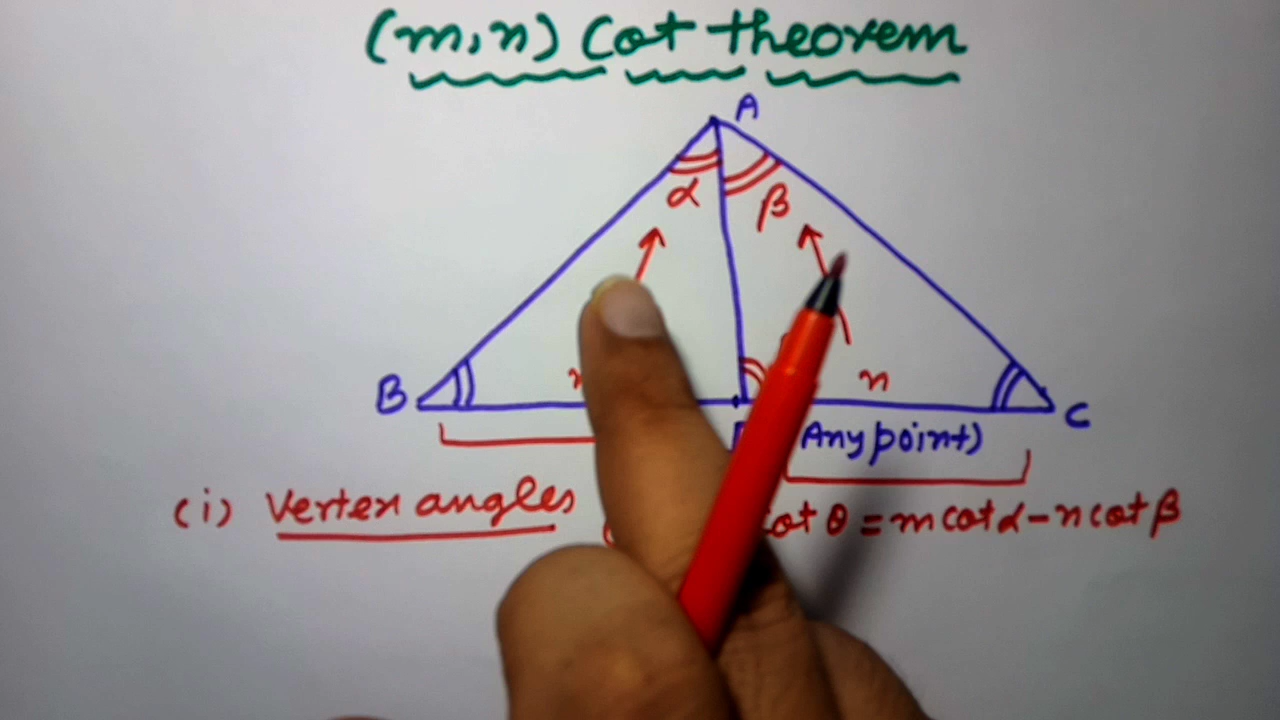 (m,n) Cot theorem
A
α β
B n C
Any point)
(i) Vertex angles cot θ = m cot α - n cot β